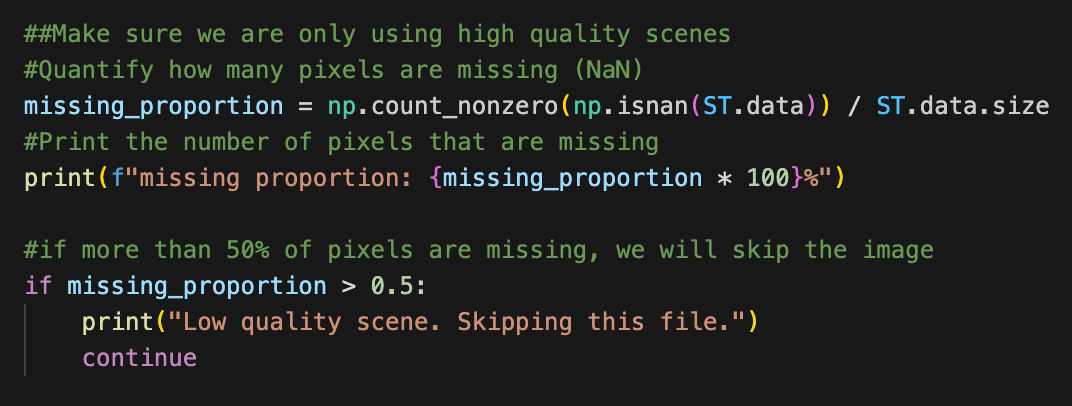 ##Make sure we are only using high quality scenes
#Quantify how many pixels are missing (NaN)
missing_proportion = np.count_nonzero(np.isnan(ST.data)) / ST.data.size
#Print the number of pixels that are missing
print(f"missing proportion: {missing_proportion * 100}%")
#if more than 50% of pixels are missing, we will skip the image
if missing_proportion > 0.5:
    print("Low quality scene. Skipping this file.")
    continue